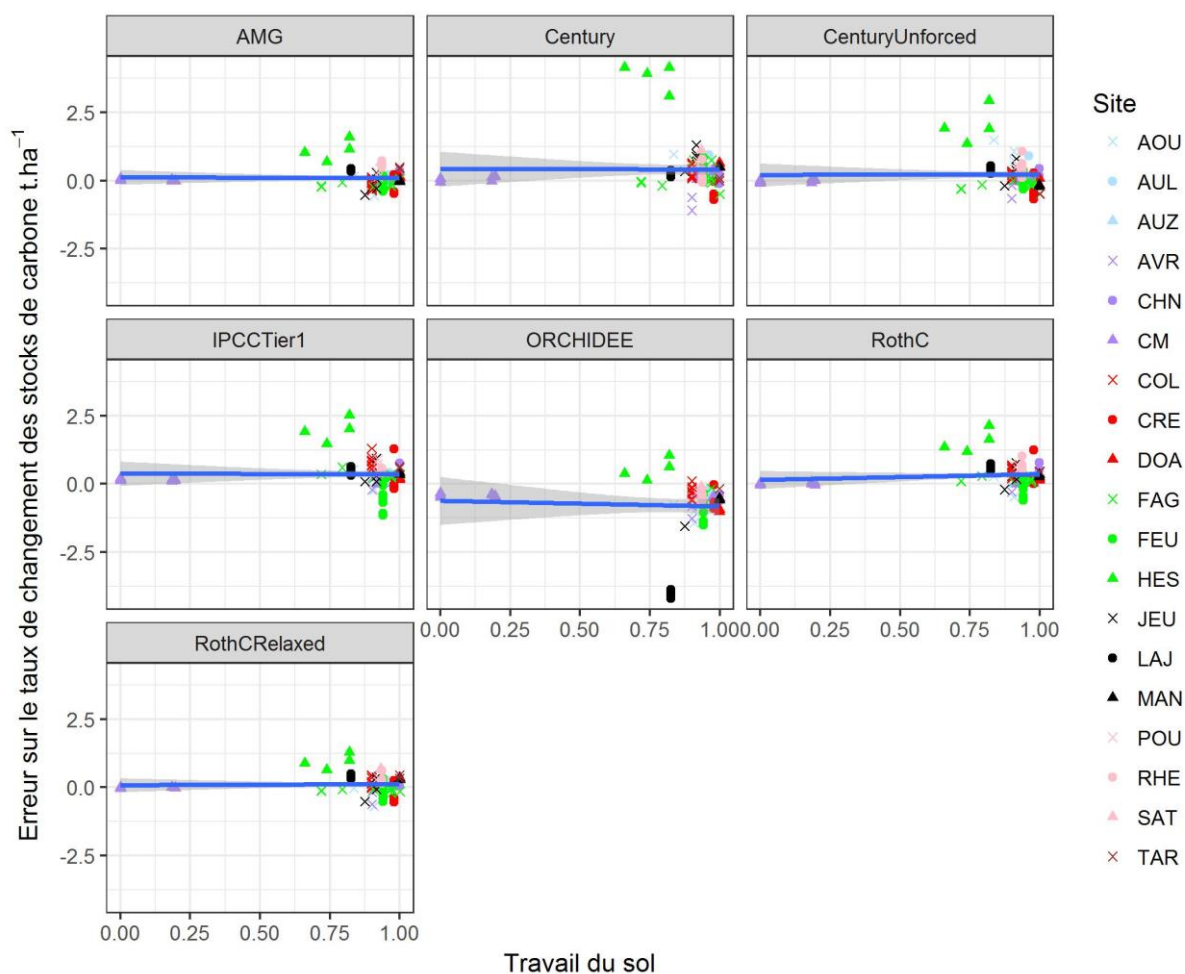 AMG
Century
CenturyUnforced
2.5
0.0
-2.5
IPCCTier1
ORCHIDEE
RothC
2.5
0.0
-2.5
RothCRelaxed
0.00 0.25 0.50 0.75 1.00
0.00 0.25 0.50 0.75 1.00
2.5
0.0
-2.5
0.00 0.25 0.50 0.75 1.00
Travail du sol
Erreur sur le taux de changement des stocks de carbone t.ha⁻¹
Site
AOU
AUL
AUZ
AVR
CHN
CM
COL
CRE
DOA
FAG
FEU
HES
JEU
LAJ
MAN
POU
RHE
SAT
TAR